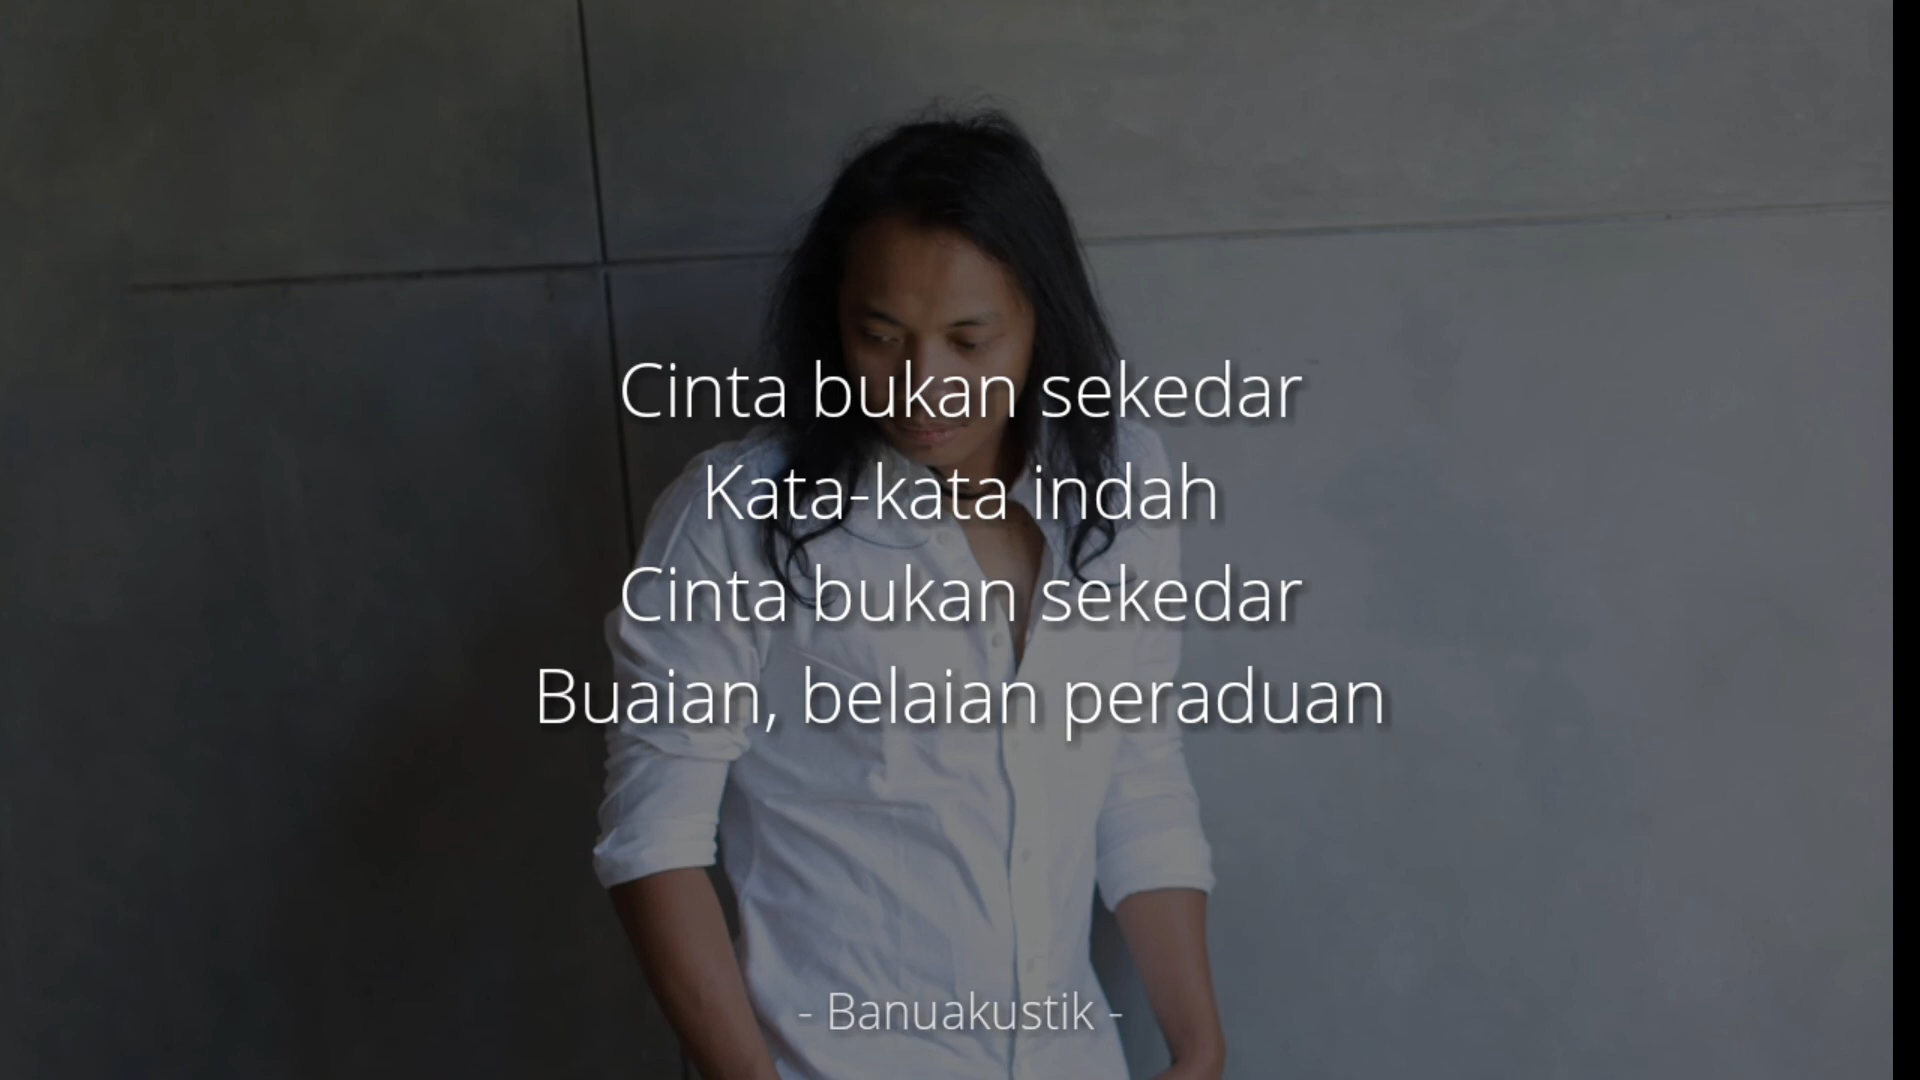 Cinta bukan sekedar
Kata-kata indah
Cinta bukan sekedar
Buaian, belaian peraduan
- Banuakustik -